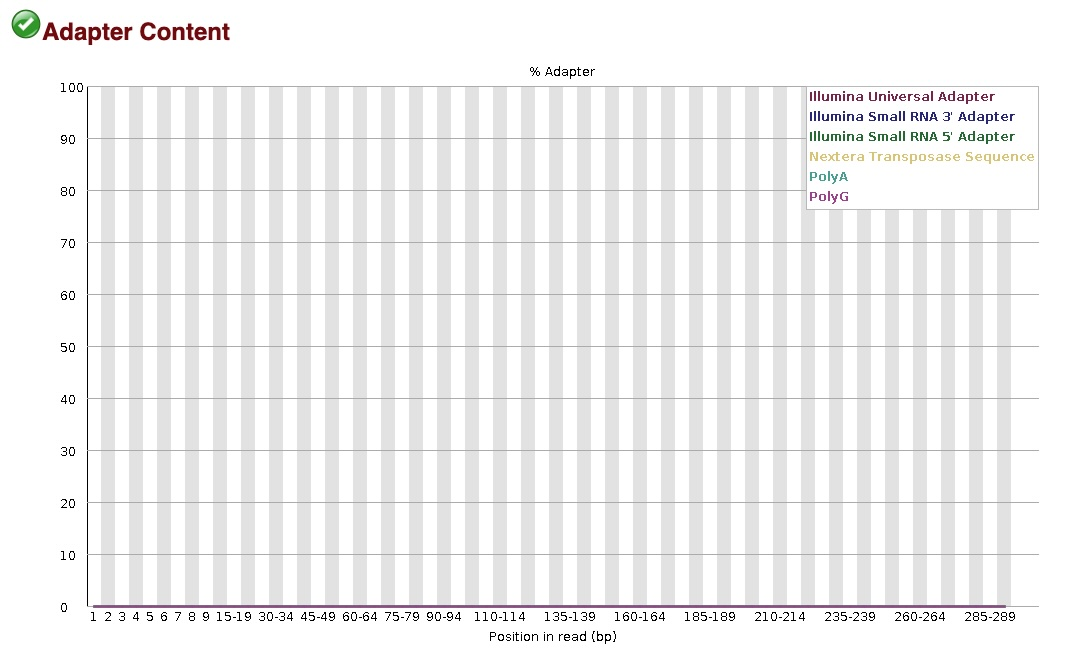 Adapter Content
% Adapter
Illumina Universal Adapter
Illumina Small RNA 3' Adapter
Illumina Small RNA 5' Adapter
Nextera Transposase Sequence
PolyA
PolyG
100
90
80
70
60
50
40
30
20
10
0
1 2 3 4 5 6 7 8 9 15-19 30-34 45-49 60-64 75-79 90-94 110-114 135-139 160-164 185-189 210-214 235-239 260-264 285-289
Position in read (bp)